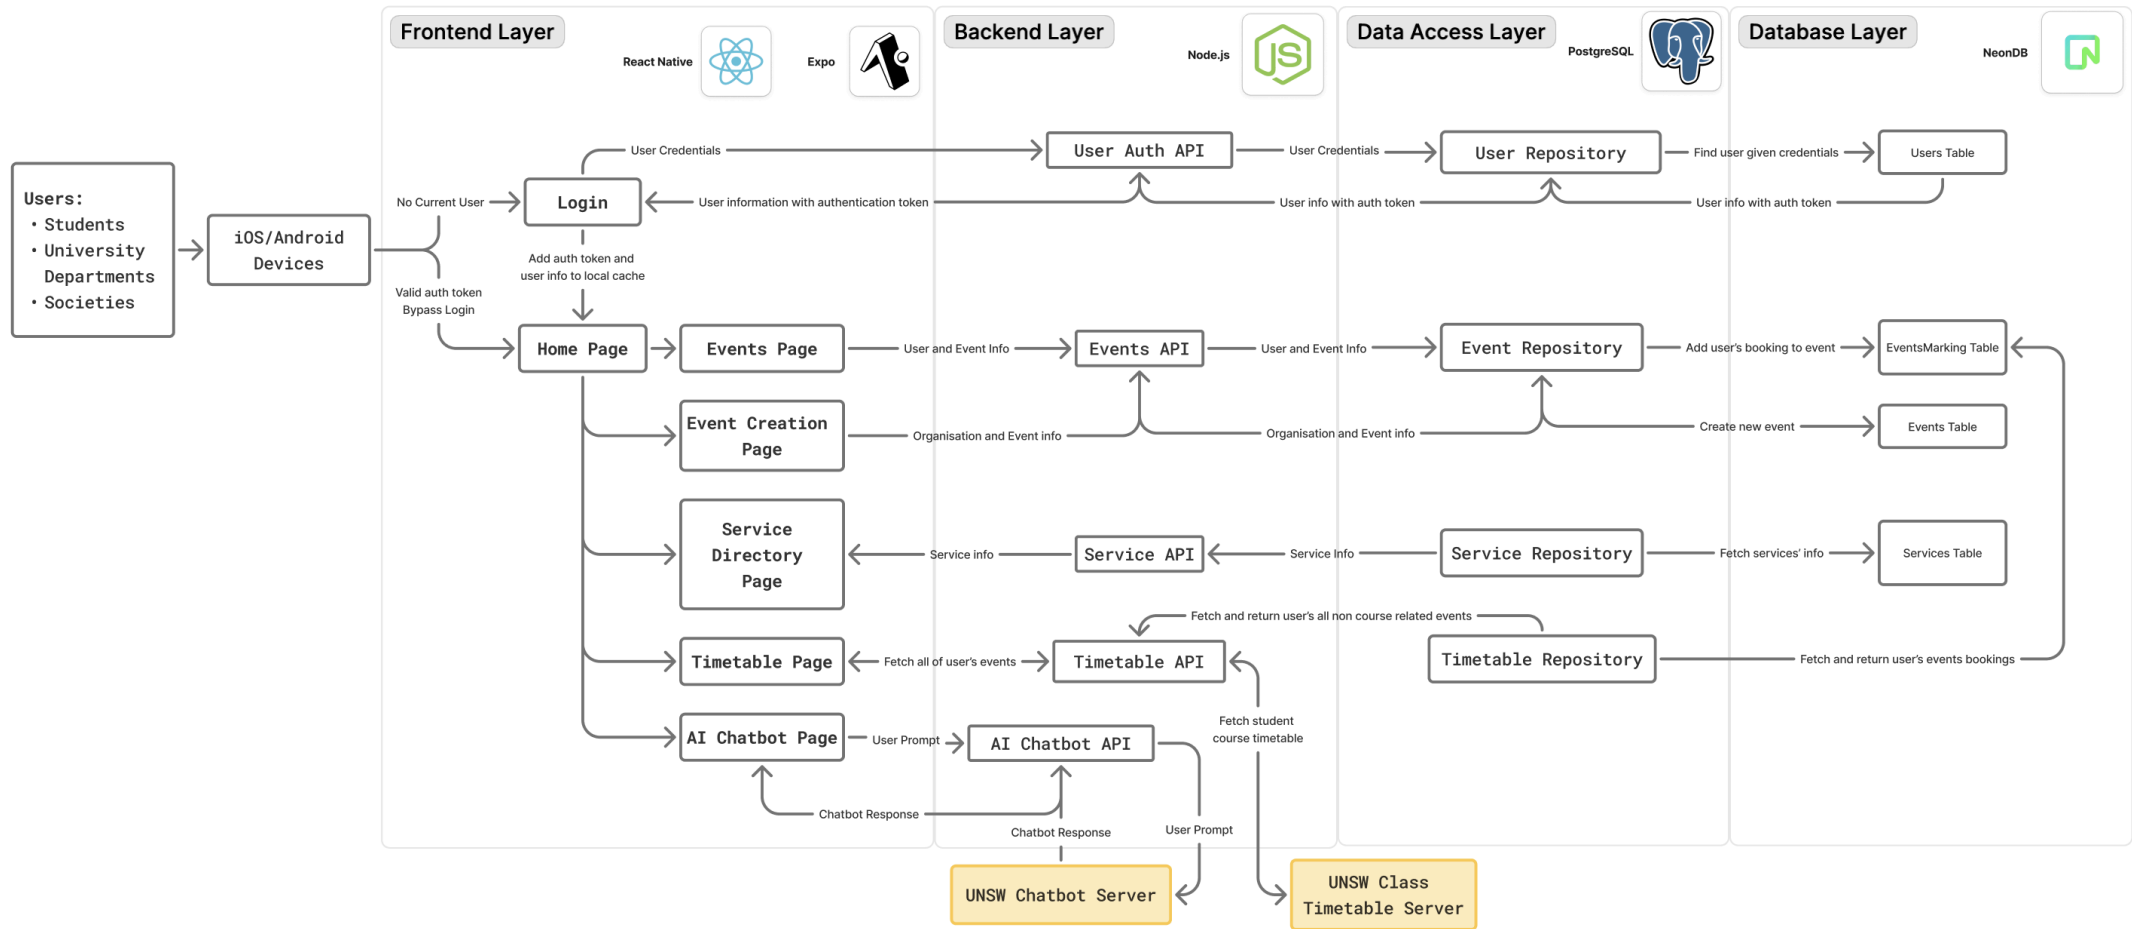 Frontend Layer
React Native
Expo
Backend Layer
Node.js
JS
Data Access Layer
PostgreSQL
Database Layer
NeonDB
Users:
• Students
• University
Departments
• Societies
iOS/Android
Devices
No Current User
Valid auth token
Bypass Login
Login
User Credentials
User Auth API
User Credentials
User Repository
Find user given credentials
Users Table
User information with authentication token
User info with auth token
User info with auth token
Add auth token and
user info to local cache
Home Page
Events Page
User and Event Info
Events API
User and Event Info
Event Repository
Add user's booking to event
EventsMarking Table
Event Creation
Page
Organisation and Event info
Organisation and Event info
Create new event
Events Table
Service
Directory
Page
Service info
Service API
Service Info
Service Repository
Fetch services' info
Services Table
Fetch and return user's all non course related events
Timetable Page
Fetch all of user's events
Timetable API
Timetable Repository
Fetch and return user's events bookings
Fetch student
course timetable
AI Chatbot Page
User Prompt
AI Chatbot API
Chatbot Response
Chatbot Response
User Prompt
UNSW Chatbot Server
UNSW Class
Timetable Server